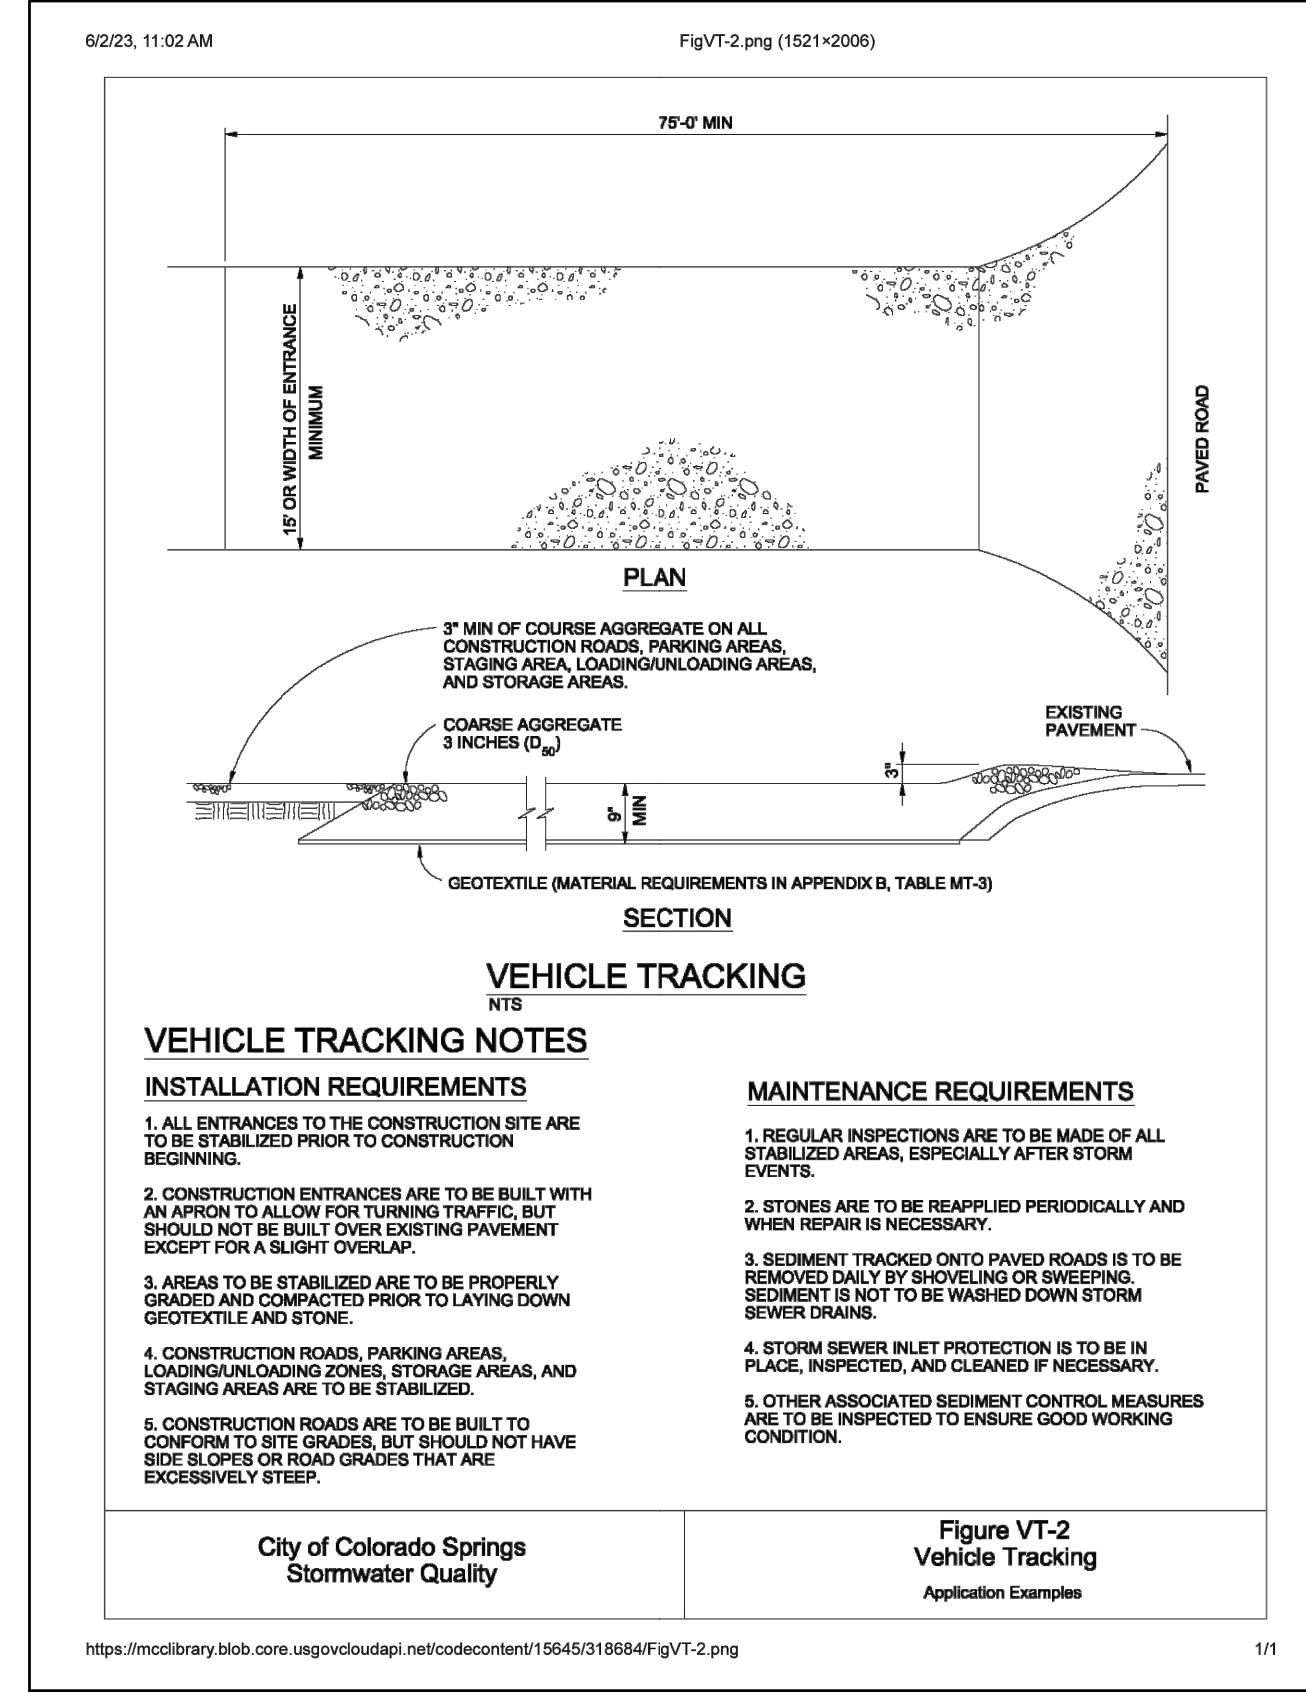 6/2/23, 11:02 AM
FigVT-2.png (1521×2006)
75'-0' MIN
15' OR WIDTH OF ENTRANCE
MINIMUM
PAVED ROAD
PLAN
3" MIN OF COURSE AGGREGATE ON ALL
CONSTRUCTION ROADS, PARKING AREAS,
STAGING AREA, LOADING/UNLOADING AREAS,
AND STORAGE AREAS.
COARSE AGGREGATE
3 INCHES (D50)
EXISTING
PAVEMENT
3"
9"
MIN
GEOTEXTILE (MATERIAL REQUIREMENTS IN APPENDIX B, TABLE MT-3)
SECTION
VEHICLE TRACKING
NTS
VEHICLE TRACKING NOTES
INSTALLATION REQUIREMENTS
1. ALL ENTRANCES TO THE CONSTRUCTION SITE ARE
TO BE STABILIZED PRIOR TO CONSTRUCTION
BEGINNING.
2. CONSTRUCTION ENTRANCES ARE TO BE BUILT WITH
AN APRON TO ALLOW FOR TURNING TRAFFIC, BUT
SHOULD NOT BE BUILT OVER EXISTING PAVEMENT
EXCEPT FOR A SLIGHT OVERLAP.
3. AREAS TO BE STABILIZED ARE TO BE PROPERLY
GRADED AND COMPACTED PRIOR TO LAYING DOWN
GEOTEXTILE AND STONE.
4. CONSTRUCTION ROADS, PARKING AREAS,
LOADING/UNLOADING ZONES, STORAGE AREAS, AND
STAGING AREAS ARE TO BE STABILIZED.
5. CONSTRUCTION ROADS ARE TO BE BUILT TO
CONFORM TO SITE GRADES, BUT SHOULD NOT HAVE
SIDE SLOPES OR ROAD GRADES THAT ARE
EXCESSIVELY STEEP.
MAINTENANCE REQUIREMENTS
1. REGULAR INSPECTIONS ARE TO BE MADE OF ALL
STABILIZED AREAS, ESPECIALLY AFTER STORM
EVENTS.
2. STONES ARE TO BE REAPPLIED PERIODICALLY AND
WHEN REPAIR IS NECESSARY.
3. SEDIMENT TRACKED ONTO PAVED ROADS IS TO BE
REMOVED DAILY BY SHOVELING OR SWEEPING.
SEDIMENT IS NOT TO BE WASHED DOWN STORM
SEWER DRAINS.
4. STORM SEWER INLET PROTECTION IS TO BE IN
PLACE, INSPECTED, AND CLEANED IF NECESSARY.
5. OTHER ASSOCIATED SEDIMENT CONTROL MEASURES
ARE TO BE INSPECTED TO ENSURE GOOD WORKING
CONDITION.
City of Colorado Springs
Stormwater Quality
Figure VT-2
Vehicle Tracking
Application Examples
https://mcclibrary.blob.core.usgovcloudapi.net/codecontent/15645/318684/FigVT-2.png
1/1